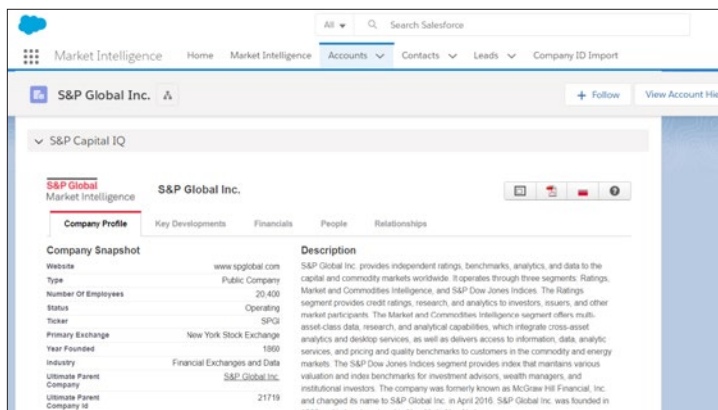 All
Search Salesforce
Market Intelligence
Home
Market Intelligence
Accounts
Contacts
Leads
Company ID Import
S&P Global Inc.
+ Follow
View Account Hie
S&P Capital IQ
S&P Global
Market Intelligence
S&P Global Inc.
Company Profile
Key Developments
Financials
People
Relationships
Company Snapshot
Website www.spglobal.com
Type Public Company
Number Of Employees 20,400
Status Operating
Ticker SPGI
Primary Exchange New York Stock Exchange
Year Founded 1860
Industry Financial Exchanges and Data
Ultimate Parent S&P Global Inc.
Company
Ultimate Parent 21719
Company Id
Description
S&P Global Inc. provides independent ratings, benchmarks, analytics, and data to the
capital and commodity markets worldwide. It operates through three segments: Ratings,
Market and Commodities Intelligence, and S&P Dow Jones Indices. The Ratings
segment provides credit ratings, research, and analytics to investors, issuers, and other
market participants. The Market and Commodities Intelligence segment offers multi-
asset-class data, research, and analytical capabilities, which integrate cross-asset
analytics and desktop services, as well as delivers access to information, data, analytic
services, and pricing and quality benchmarks to customers in the commodity and energy
markets. The S&P Dow Jones Indices segment provides index that maintains various
valuation and index benchmarks for investment advisors, wealth managers, and
institutional investors. The company was formerly known as McGraw Hill Financial, Inc.
and changed its name to S&P Global Inc. in April 2016. S&P Global Inc. was founded in